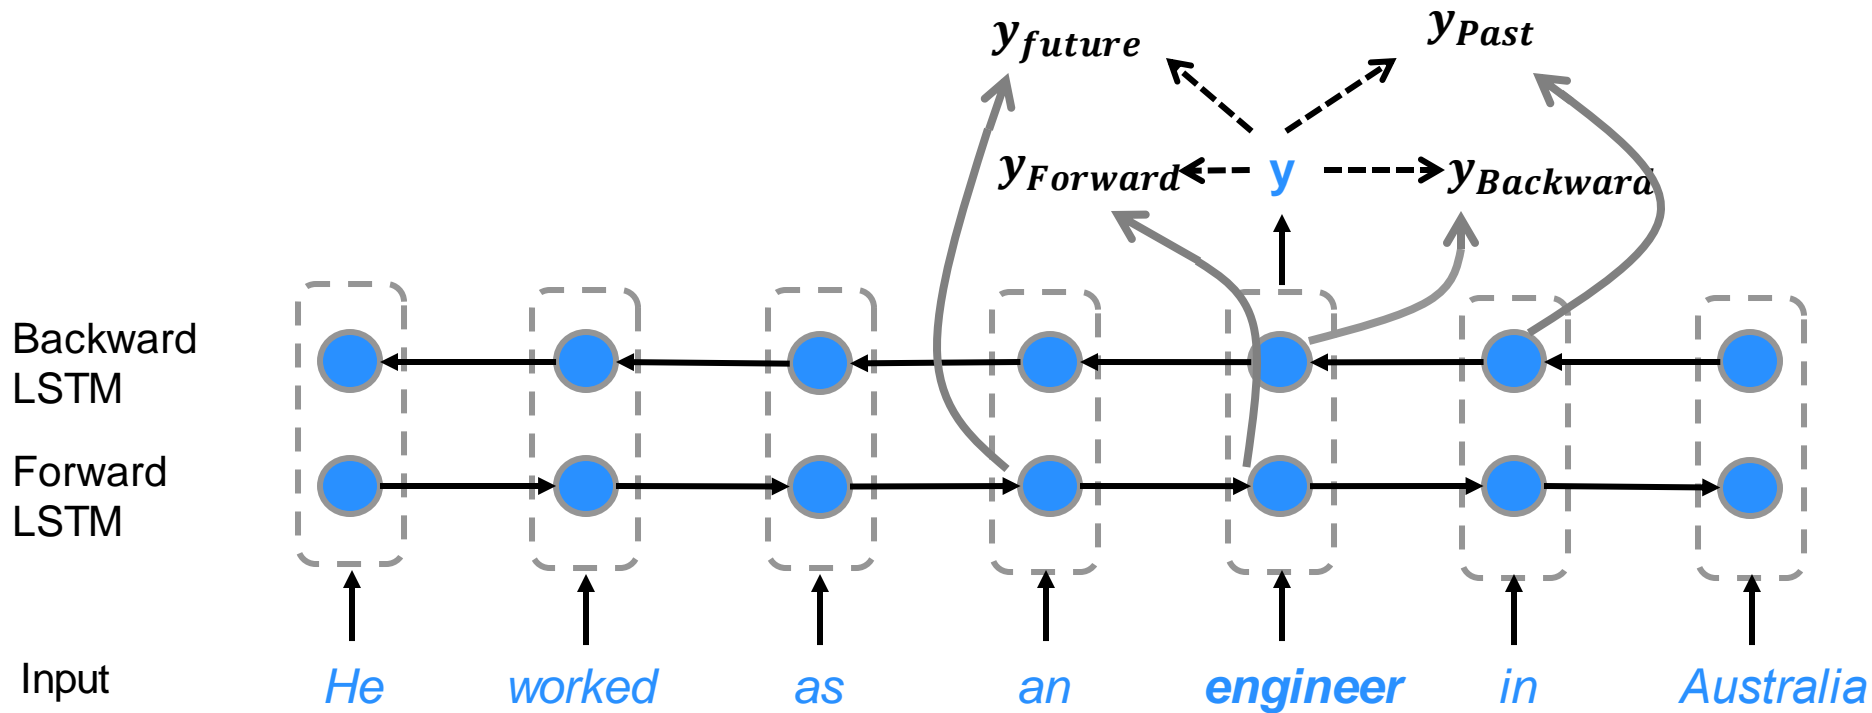 y_future
y_Past
y_Forward
y
y_Backward
Backward
LSTM
Forward
LSTM
Input He worked as an engineer in Australia